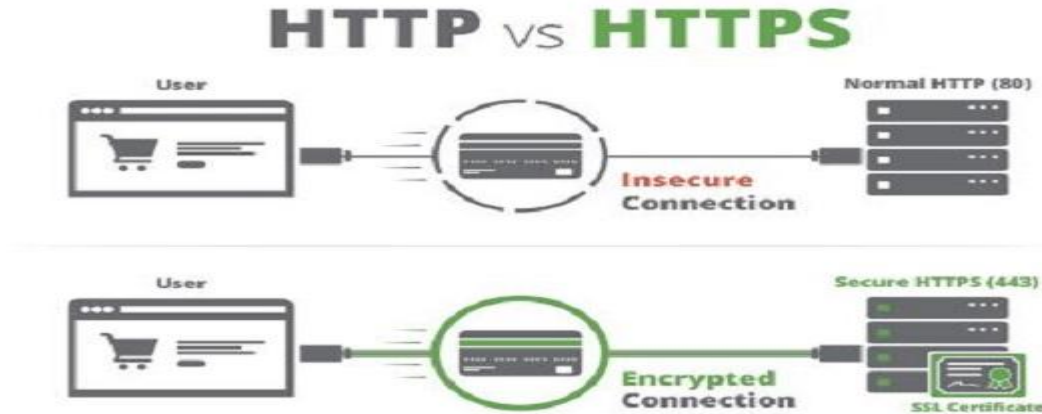 HTTP vs HTTPS
User
Normal HTTP (80)
Insecure
Connection
User
Secure HTTPS (443)
Encrypted
Connection
SSL Certificate